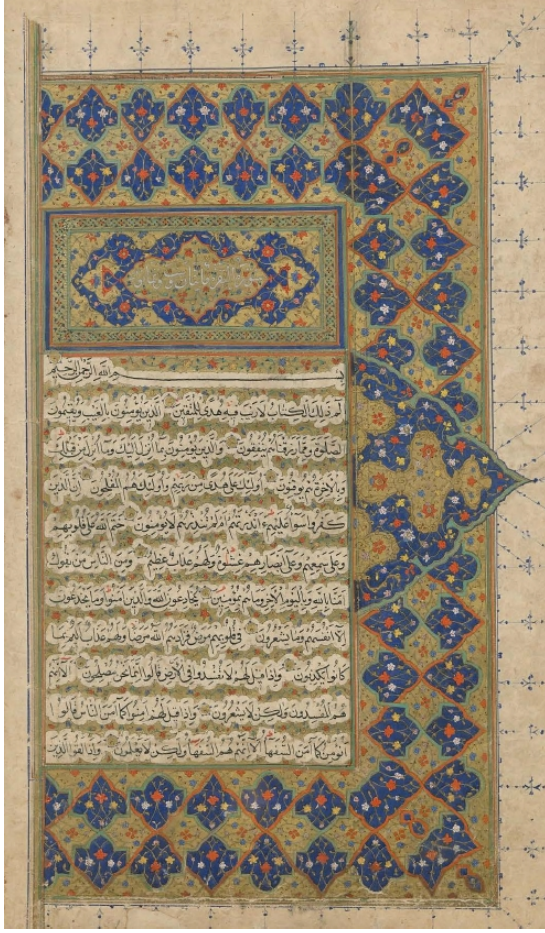 بسم الله الرحمن الرحيم
الم ذلك الكتاب لا ريب فيه هدى للمتقين الذين يؤمنون بالغيب ويقيمون
الصلوة ومما رزقناهم ينفقون والذين يؤمنون بما انزل اليك وما انزل من قبلك
وبالاخرة هم يوقنون اولئك على هدى من ربهم واولئك هم المفلحون ان الذين
كفروا سواء عليهم ءانذرتهم ام لم تنذرهم لا يؤمنون ختم الله على قلوبهم
وعلى سمعهم وعلى ابصارهم غشاوة ولهم عذاب عظيم ومن الناس من يقول
امنا بالله وباليوم الاخر وما هم بمؤمنين يخادعون الله والذين امنوا وما يخدعون
الا انفسهم وما يشعرون في قلوبهم مرض فزادهم الله مرضا ولهم عذاب اليم بما
كانوا يكذبون واذا قيل لهم لا تفسدوا في الارض قالوا انما نحن مصلحون الا انهم
هم المفسدون ولكن لا يشعرون واذا قيل لهم امنوا كما امن الناس قالوا ا
نؤمن كما امن السفهاء الا انهم هم السفهاء ولكن لا يعلمون واذا لقوا الذين